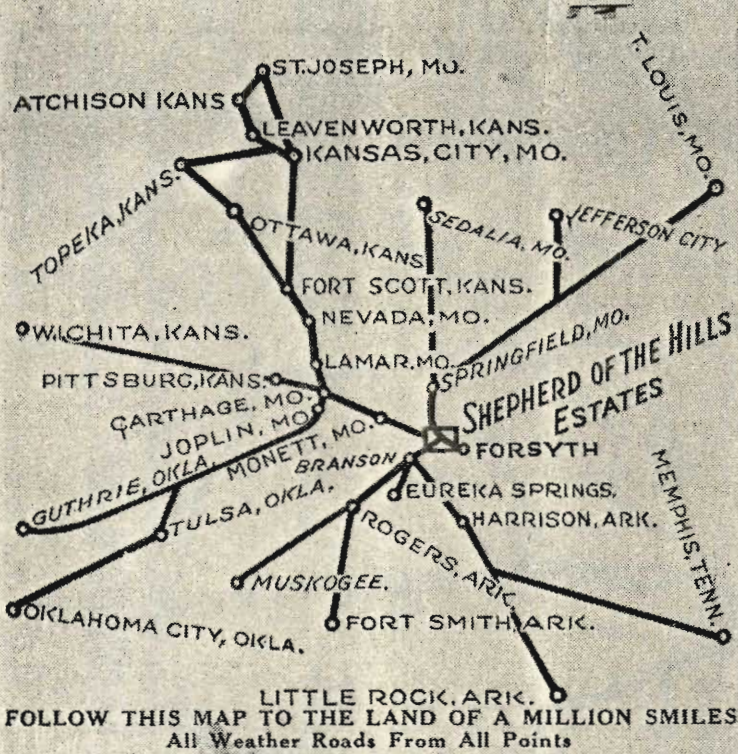 ST. JOSEPH, MO.
ATCHISON KANS
T. LOUIS, MO.
LEAVENWORTH, KANS.
KANSAS, CITY, MO.
TOPEKA, KANS.
OTTAWA, KANS
SEDALIA, MO.
JEFFERSON CITY
FORT SCOTT, KANS.
NEVADA, MO.
WICHITA, KANS.
LAMAR, MO.
SPRINGFIELD, MO.
PITTSBURG, KANS.
SHEPHERD OF THE HILLS
ESTATES
CARTHAGE, MO.
JOPLIN, MO.
MONETT, MO.
FORSYTH
BRANSON
GUTHRIE, OKLA.
EUREKA SPRINGS.
TULSA, OKLA.
HARRISON, ARK.
ROGERS, ARK.
MEMPHIS, TENN.
MUSKOGEE.
OKLAHOMA CITY, OKLA.
FORT SMITH, ARK.
LITTLE ROCK, ARK.
FOLLOW THIS MAP TO THE LAND OF A MILLION SMILES
All Weather Roads From All Points